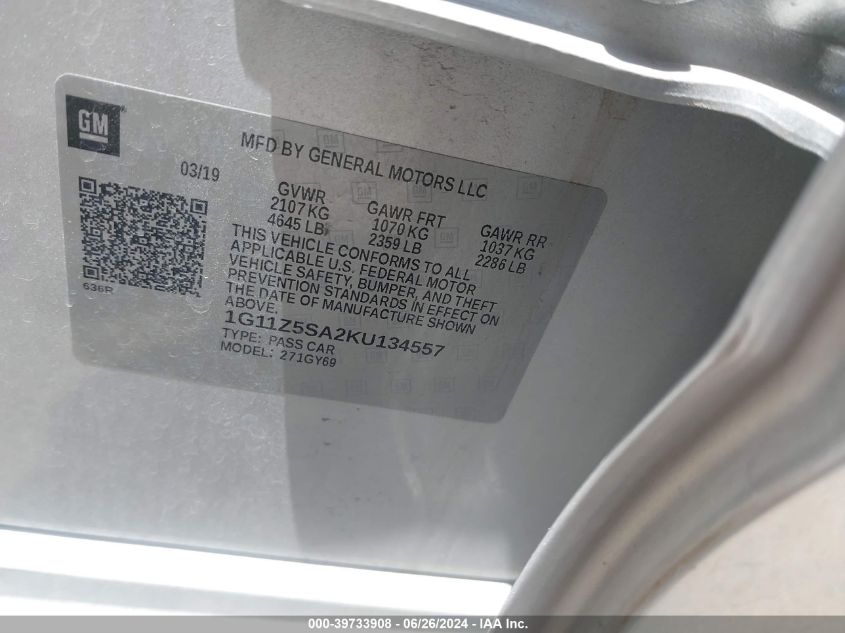 GM
MFD BY GENERAL MOTORS LLC
03/19
GVWR
2107 KG
4645 LB
GAWR FRT
1070 KG
2359 LB
GAWR RR
1037 KG
2286 LB
THIS VEHICLE CONFORMS TO ALL
APPLICABLE U.S. FEDERAL MOTOR
VEHICLE SAFETY, BUMPER, AND THEFT
PREVENTION STANDARDS IN EFFECT ON
THE DATE OF MANUFACTURE SHOWN
ABOVE.
636R
1G11Z5SA2KU134557
TYPE: PASS CAR
MODEL: 271GY69
000-39733908 - 06/26/2024 - IAA Inc.